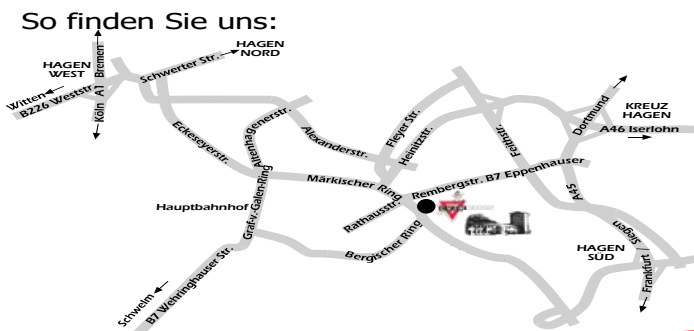 So finden Sie uns:
HAGEN
NORD
HAGEN
WEST
Köln A1 Bremen
Schwerter Str.
Witten
B226 Weststr.
Eckeseyerstr.
Altenhagenerstr.
Alexanderstr.
Fleyer Str.
Heinitzstr.
Feithstr.
Dortmund
KREUZ
HAGEN
A46 Iserlohn
Märkischer Ring
Rembergstr. B7 Eppenhauser
A45
Hauptbahnhof
Graf-v.-Galen-Ring
Rathausstr.
Bergischer Ring
HAGEN
SÜD
Frankfurt / Siegen
Schwelm
B7 Wehringhauser Str.